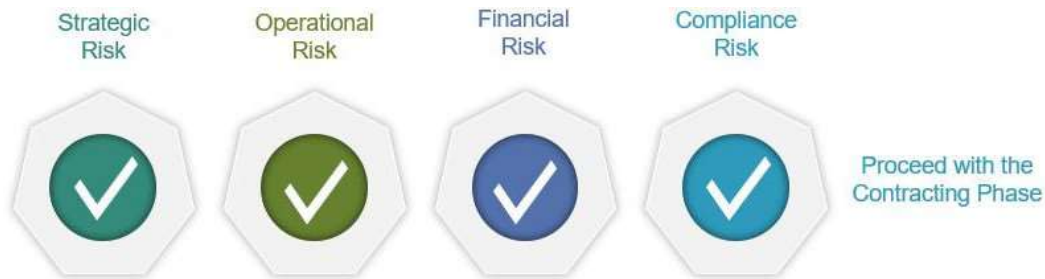 Strategic
Risk
Operational
Risk
Financial
Risk
Compliance
Risk
Proceed with the
Contracting Phase